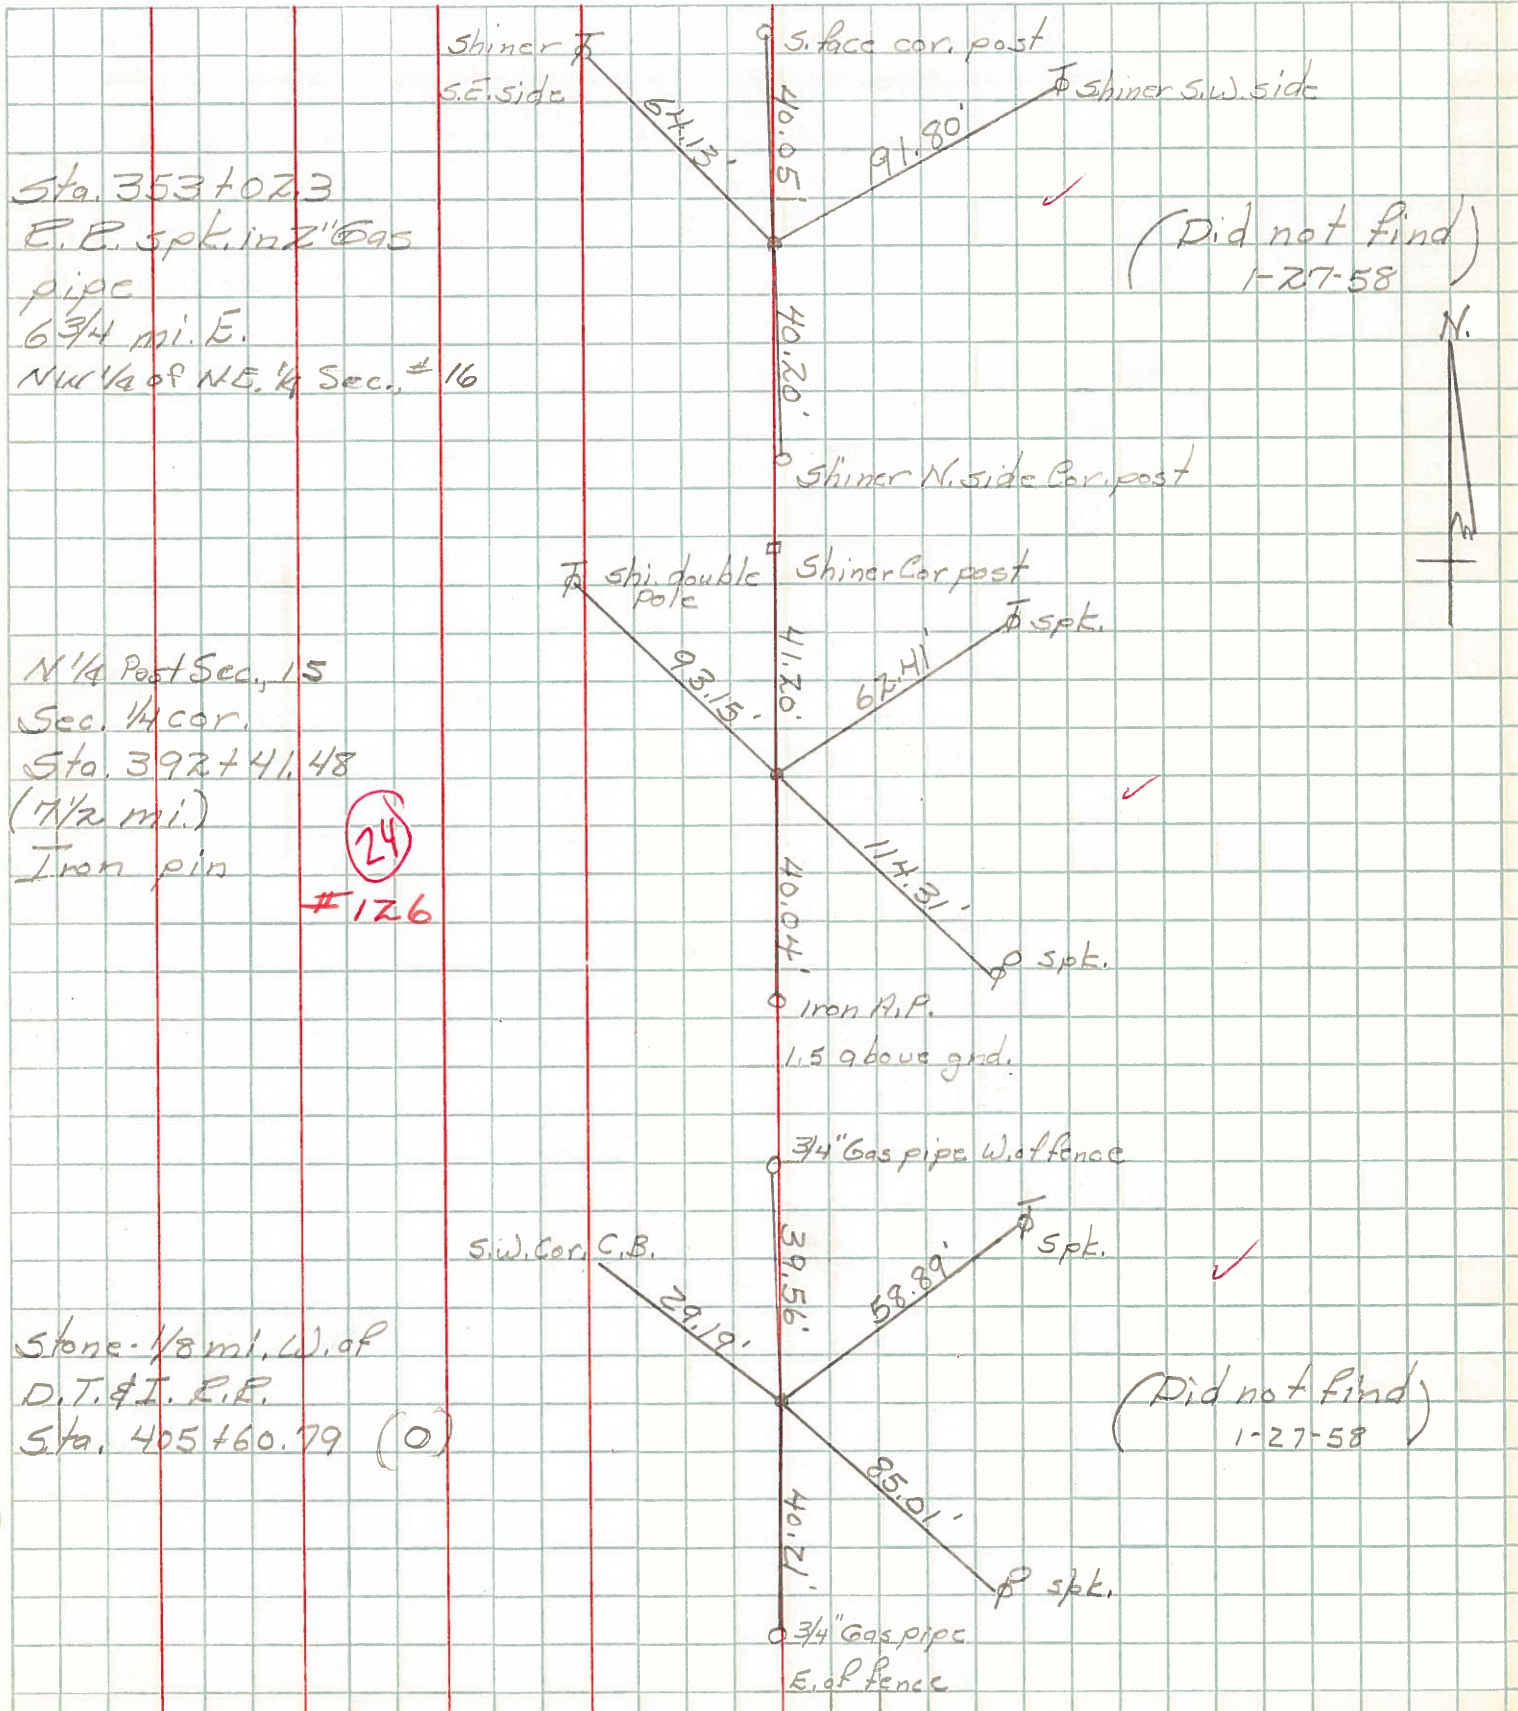 Shiner
S.E. side
S. face cor. post
Shiner S.W. side
54.13'
40.05'
91.80'
Sta. 353+02.3
R.R. spk. in 2" Gas
pipe
6 3/4 mi. E.
NW 1/4 of N.E. 1/4 Sec., # 16
(Did not find)
1-27-58
N.
40.20'
Shiner N. side Cor. post
shi. double
pole
Shiner Cor post
spk.
93.15'
41.20'
62.41'
N 1/4 Post Sec., 15
Sec. 1/4 cor.
Sta. 392+41.48
(7 1/2 mi.)
Iron pin
24
#126
40.04'
114.31'
spk.
Iron A.P.
1.5 above gnd.
3/4" Gas pipe W. of fence
S.W. Cor. C.B.
spk.
29.19'
39.56'
58.89'
Stone - 1/8 mi. W. of
D.T. & I. R.R.
Sta. 405+60.79 (0)
(Did not find)
1-27-58
40.21'
85.01'
spk.
3/4" Gas pipe
E. of fence